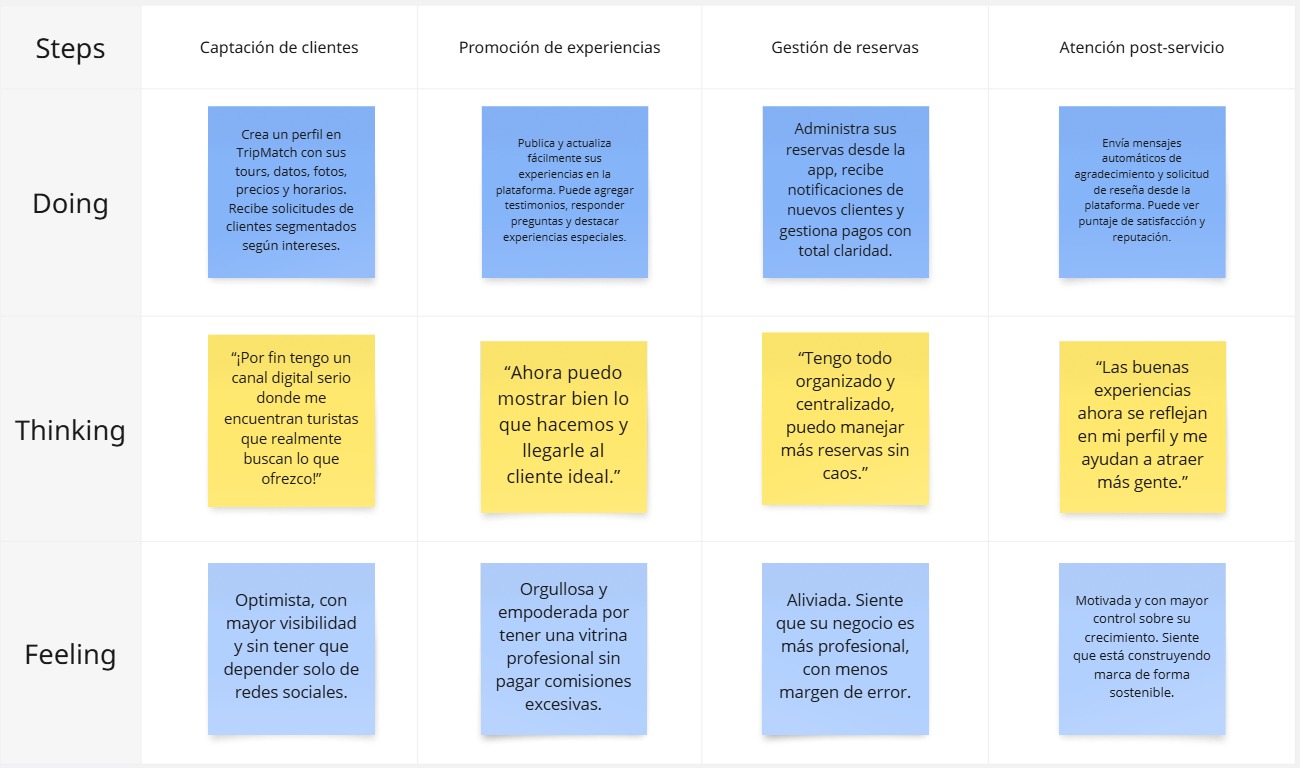 Steps
Captación de clientes
Promoción de experiencias
Gestión de reservas
Atención post-servicio
Doing
Crea un perfil en
TripMatch con sus
tours, datos, fotos,
precios y horarios.
Recibe solicitudes de
clientes segmentados
según intereses.
Publica y actualiza
fácilmente sus
experiencias en la
plataforma. Puede agregar
testimonios, responder
preguntas y destacar
experiencias especiales.
Administra sus
reservas desde la
app, recibe
notificaciones de
nuevos clientes y
gestiona pagos con
total claridad.
Envía mensajes
automáticos de
agradecimiento y solicitud
de reseña desde la
plataforma. Puede ver
puntaje de satisfacción y
reputación.
Thinking
“¡Por fin tengo un
canal digital serio
donde me
encuentran turistas
que realmente
buscan lo que
ofrezco!”
“Ahora puedo
mostrar bien lo
que hacemos y
llegarle al
cliente ideal.”
“Tengo todo
organizado y
centralizado,
puedo manejar
más reservas sin
caos.”
“Las buenas
experiencias
ahora se reflejan
en mi perfil y me
ayudan a atraer
más gente.”
Feeling
Optimista, con
mayor visibilidad
y sin tener que
depender solo de
redes sociales.
Orgullosa y
empoderada por
tener una vitrina
profesional sin
pagar comisiones
excesivas.
Aliviada. Siente
que su negocio es
más profesional,
con menos
margen de error.
Motivada y con mayor
control sobre su
crecimiento. Siente
que está construyendo
marca de forma
sostenible.